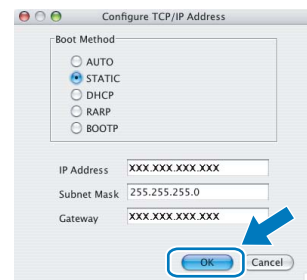 Configure TCP/IP Address
Boot Method
AUTO
STATIC
DHCP
RARP
BOOTP
IP Address XXX.XXX.XXX.XXX
Subnet Mask 255.255.255.0
Gateway XXX.XXX.XXX.XXX
OK Cancel